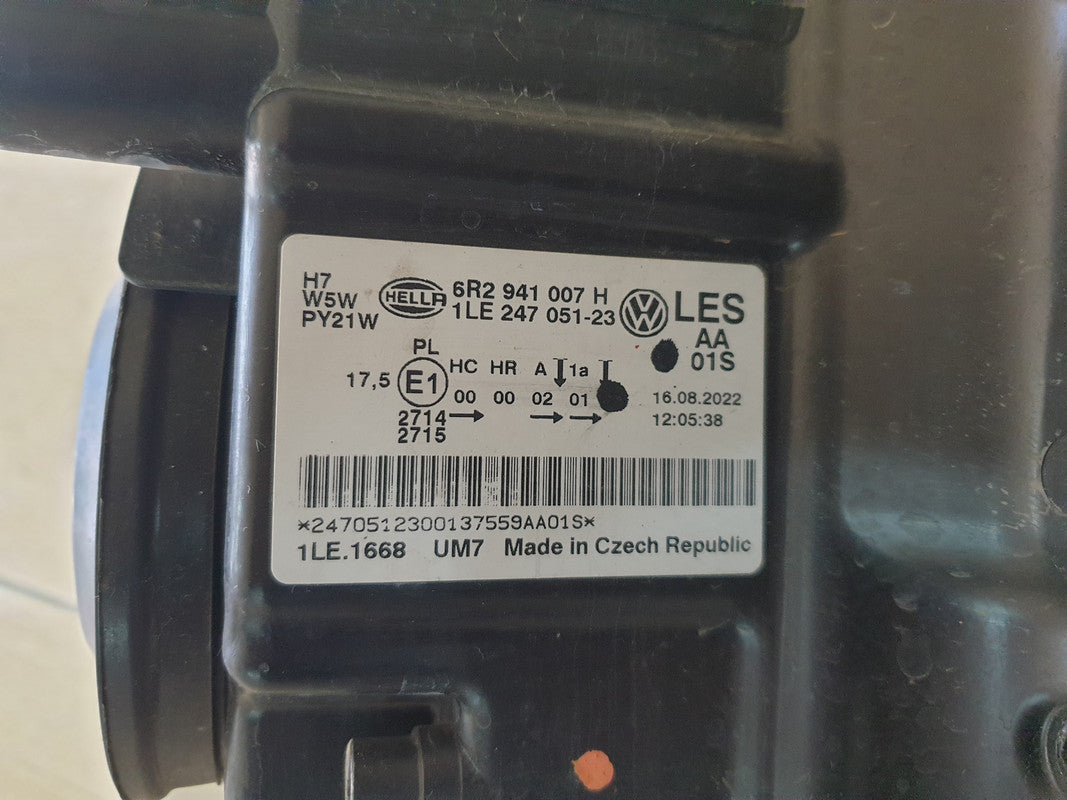 H7
W5W
PY21W
HELLA
6R2 941 007 H
1LE 247 051-23
LES
AA
01S
PL
17,5 E1
HC HR A 1a
00 00 02 01
2714
2715
16.08.2022
12:05:38
*2470512300137559AA01S*
1LE.1668 UM7 Made in Czech Republic